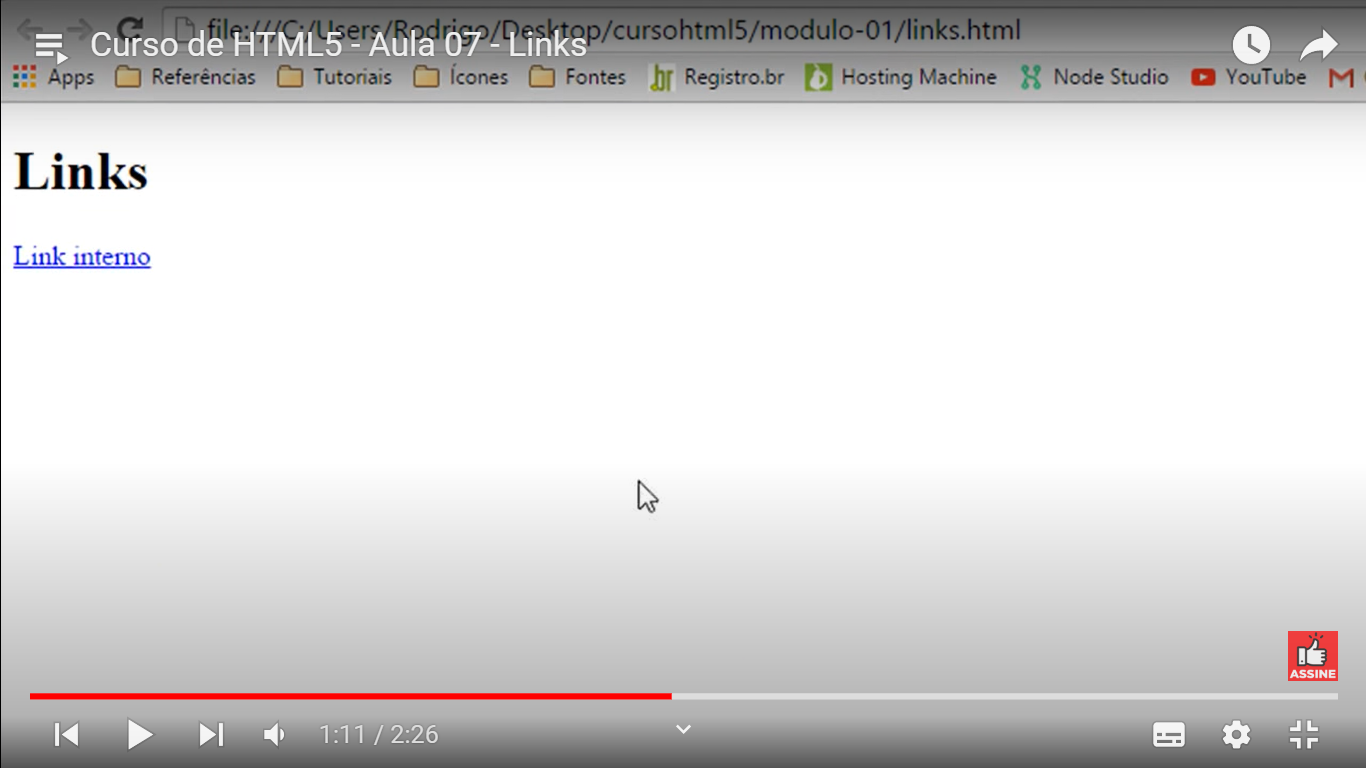 file:///C:/Users/Rodrigo/Desktop/cursohtml5/modulo-01/links.html
Curso de HTML5 - Aula 07 - Links
Apps Referências Tutoriais Ícones Fontes Registro.br Hosting Machine Node Studio YouTube
Links
Link interno
ASSINE
1:11 / 2:26